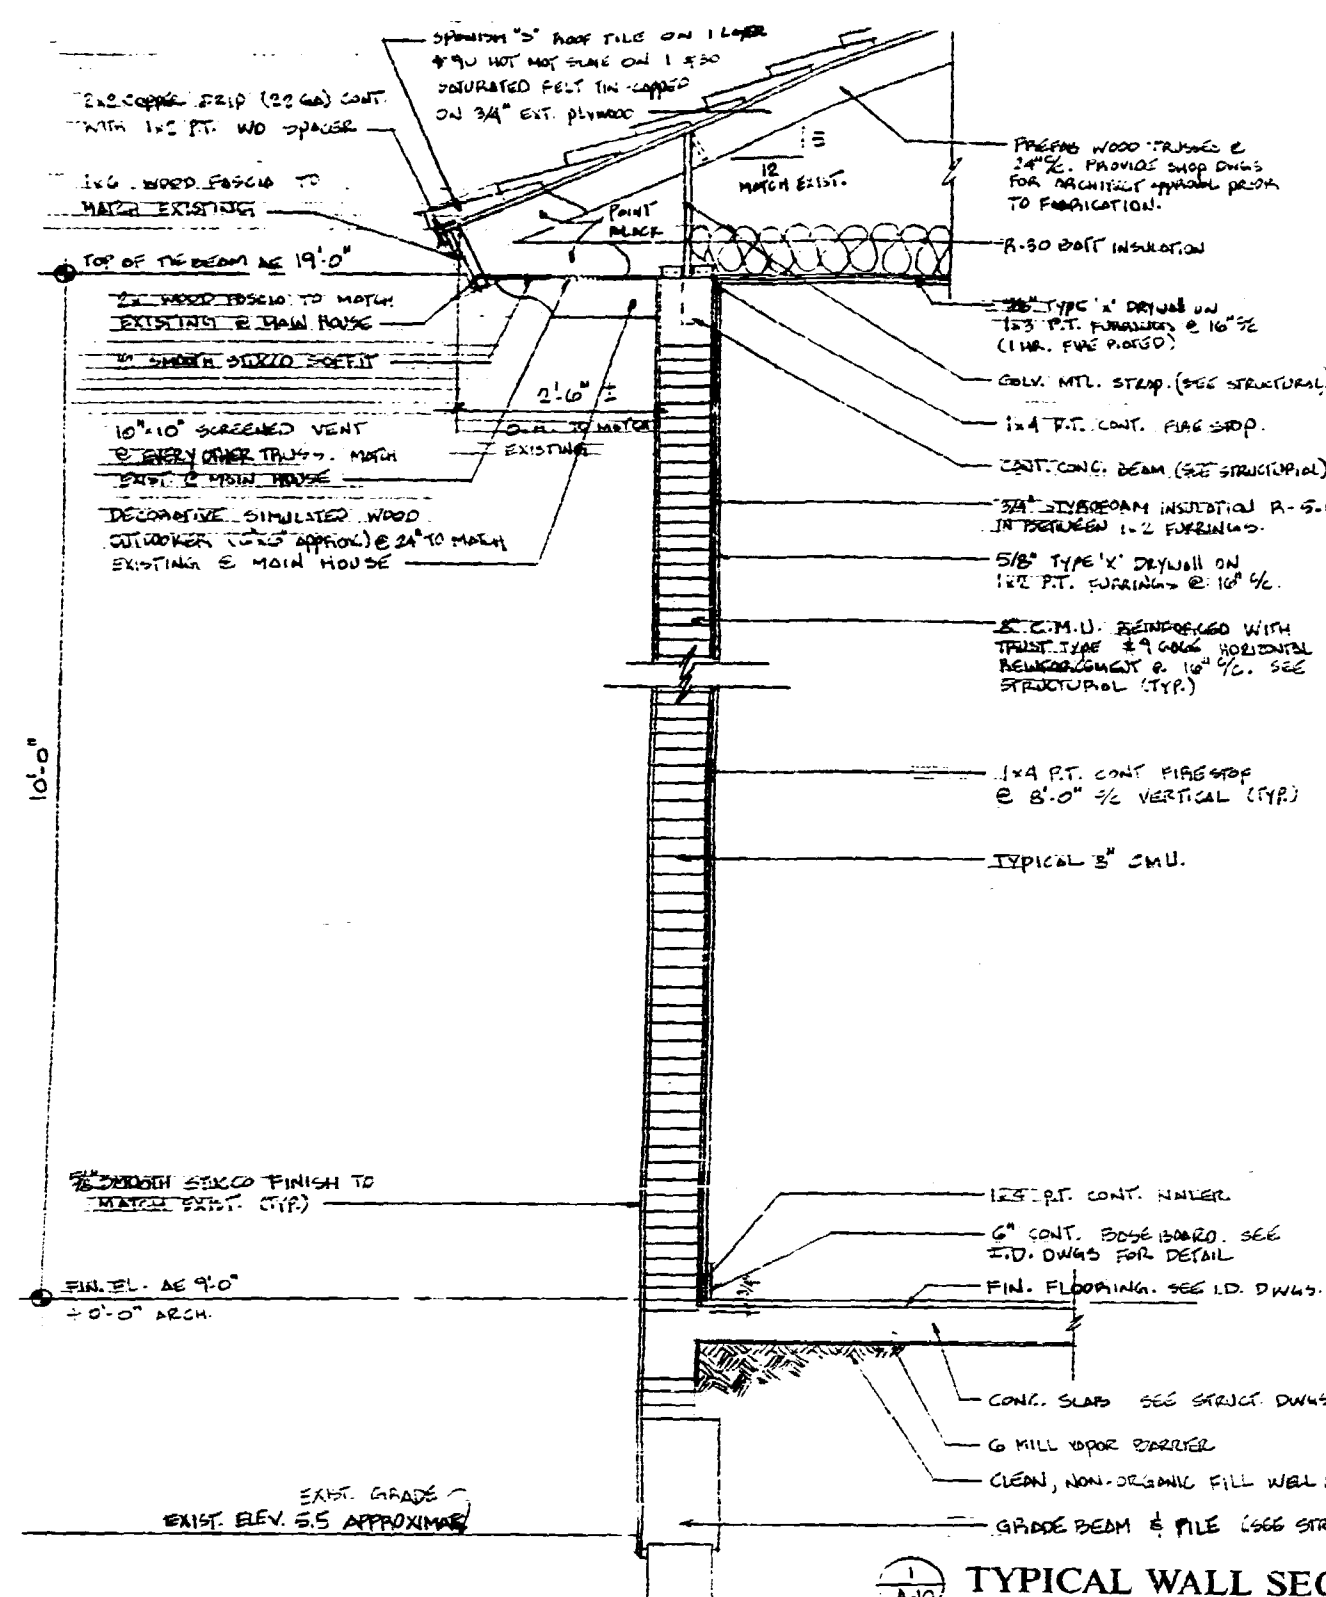 SPANISH "S" ROOF TILE ON 1 LAYER
# 90 HOT MOT SLAE ON 1 #30
SATURATED FELT TIN-CAPPED
ON 3/4" EXT. PLYWOOD
2x2 COPPER DRIP (22 GA) CONT.
WITH 1x2 P.T. WD SPACER
1x6 WOOD FASCIA TO
MATCH EXISTING
TOP OF TIE BEAM AE 19'-0"
2x WOOD FASCIA TO MATCH
EXISTING @ MAIN HOUSE
SMOOTH STUCCO SOFFIT
10"x10" SCREENED VENT
@ EVERY OTHER TRUSS. MATCH
EXIST @ MAIN HOUSE
DECORATIVE SIMULATED WOOD
OUTLOOKER APPROX) @ 24" TO MATCH
EXISTING @ MAIN HOUSE
PAINT
BLACK
12
MATCH EXIST.
2'-6" ±
O.H. TO MATCH
EXISTING
PREFAB WOOD TRUSSES @
24" c/c. PROVIDE SHOP DWGS
FOR ARCHITECT APPROVAL PRIOR
TO FABRICATION.
R-30 BATT INSULATION
TYPE 'X' DRYWALL ON
1x3 P.T. FURRINGS @ 16" c/c
(1 HR. FIRE RATED)
GALV. MTL. STRAP. (SEE STRUCTURAL)
1x4 P.T. CONT. FIRE STOP.
CONT. CONC. BEAM (SEE STRUCTURAL)
3/4" STYROFOAM INSULATION R-5.
IN BETWEEN 1x2 FURRINGS.
5/8" TYPE 'X' DRYWALL ON
1x2 P.T. FURRINGS @ 16" c/c.
8" C.M.U. REINFORCED WITH
TRUST TYPE #9 GAGE HORIZONTAL
REINFORCEMENT @ 16" c/c. SEE
STRUCTURAL (TYP.)
1x4 P.T. CONT FIRESTOP
@ 8'-0" c/c VERTICAL (TYP.)
TYPICAL 8" CMU.
10'-0"
5/8" SMOOTH STUCCO FINISH TO
MATCH EXIST. (TYP.)
FIN. EL. AE 9'-0"
± 0'-0" ARCH.
P.T. CONT. NAILER
6" CONT. BASEBOARD. SEE
I.D. DWGS FOR DETAIL
3/4"
FIN. FLOORING. SEE I.D. DWGS.
CONC. SLAB SEE STRUCT. DWGS
6 MILL VAPOR BARRIER
CLEAN, NON-ORGANIC FILL WELL
EXIST. GRADE
EXIST. ELEV. 5.5 APPROXIMATE
GRADE BEAM & PILE (SEE STR
1
TYPICAL WALL SEC